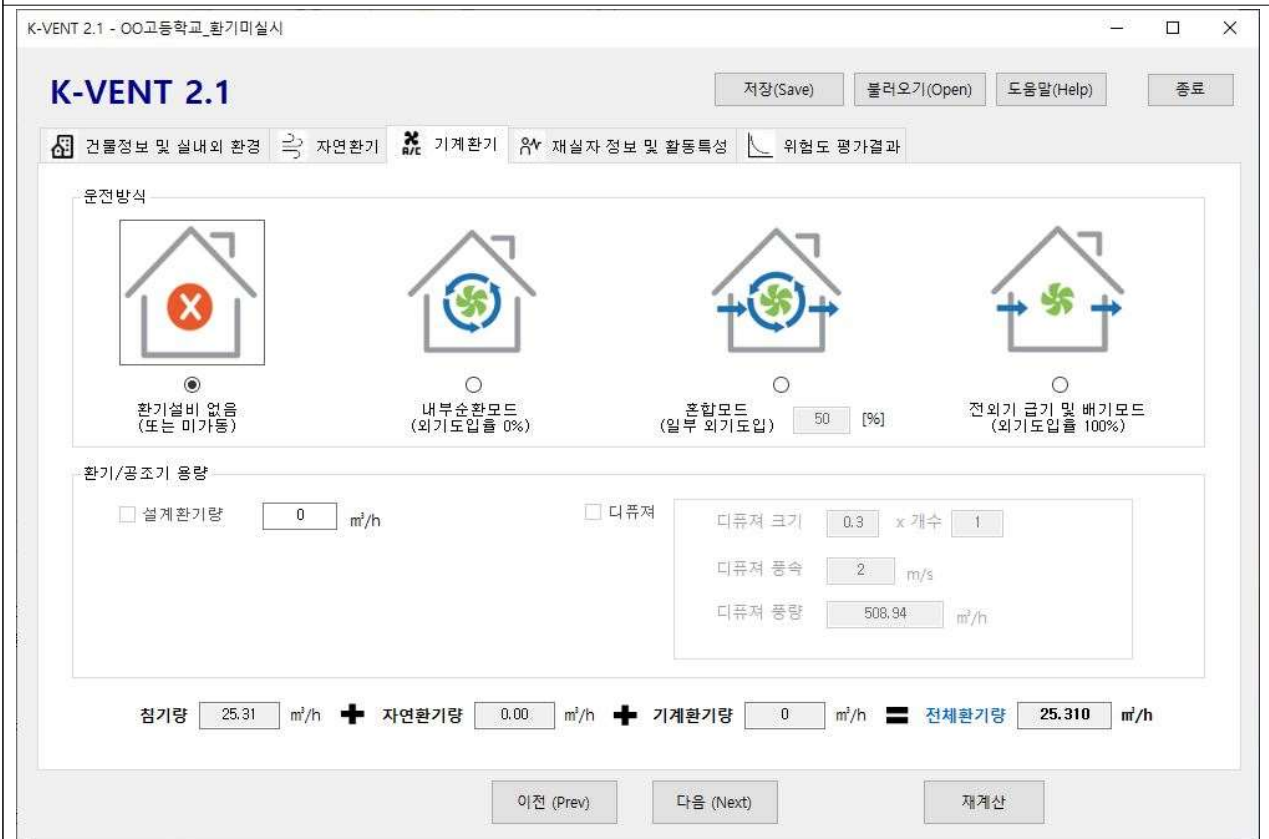 K-VENT 2.1 - OO고등학교_환기미실시
K-VENT 2.1
저장(Save) 불러오기(Open) 도움말(Help) 종료
건물정보 및 실내외 환경 A/C 자연환기 기계환기 재실자 정보 및 활동특성 위험도 평가결과
운전방식
X
환기설비 없음
(또는 미가동)
내부순환모드
(외기도입율 0%)
혼합모드
(일부 외기도입) 50 [%]
전외기 급기 및 배기모드
(외기도입율 100%)
환기/공조기 용량
설계환기량 0 m³/h
디퓨져
디퓨져 크기 0.3 x 개수 1
디퓨져 풍속 2 m/s
디퓨져 풍량 508.94 m³/h
침기량 25.31 m³/h + 자연환기량 0.00 m³/h + 기계환기량 0 m³/h = 전체환기량 25.310 m³/h
이전 (Prev) 다음 (Next) 재계산